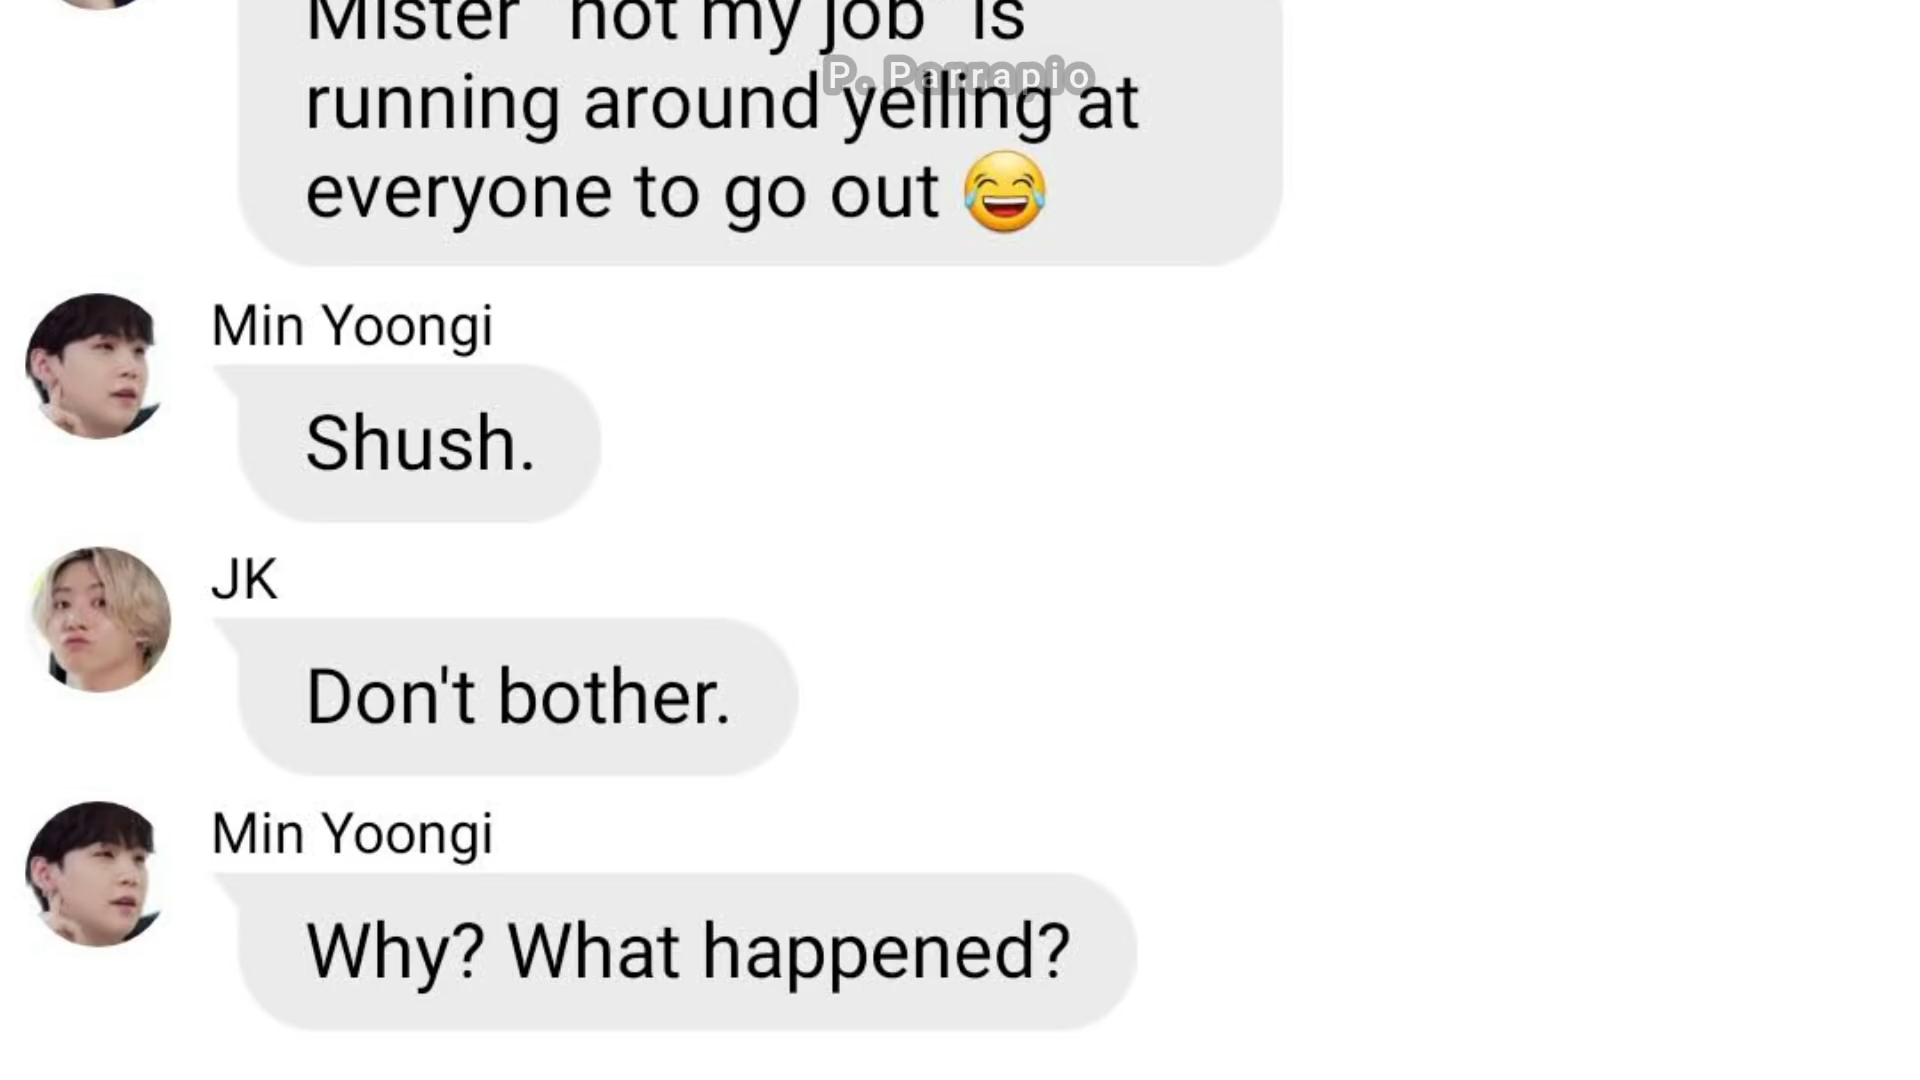 Mister "not my job" is
P. Parrapio
running around yelling at
everyone to go out 😂
Min Yoongi
Shush.
JK
Don't bother.
Min Yoongi
Why? What happened?